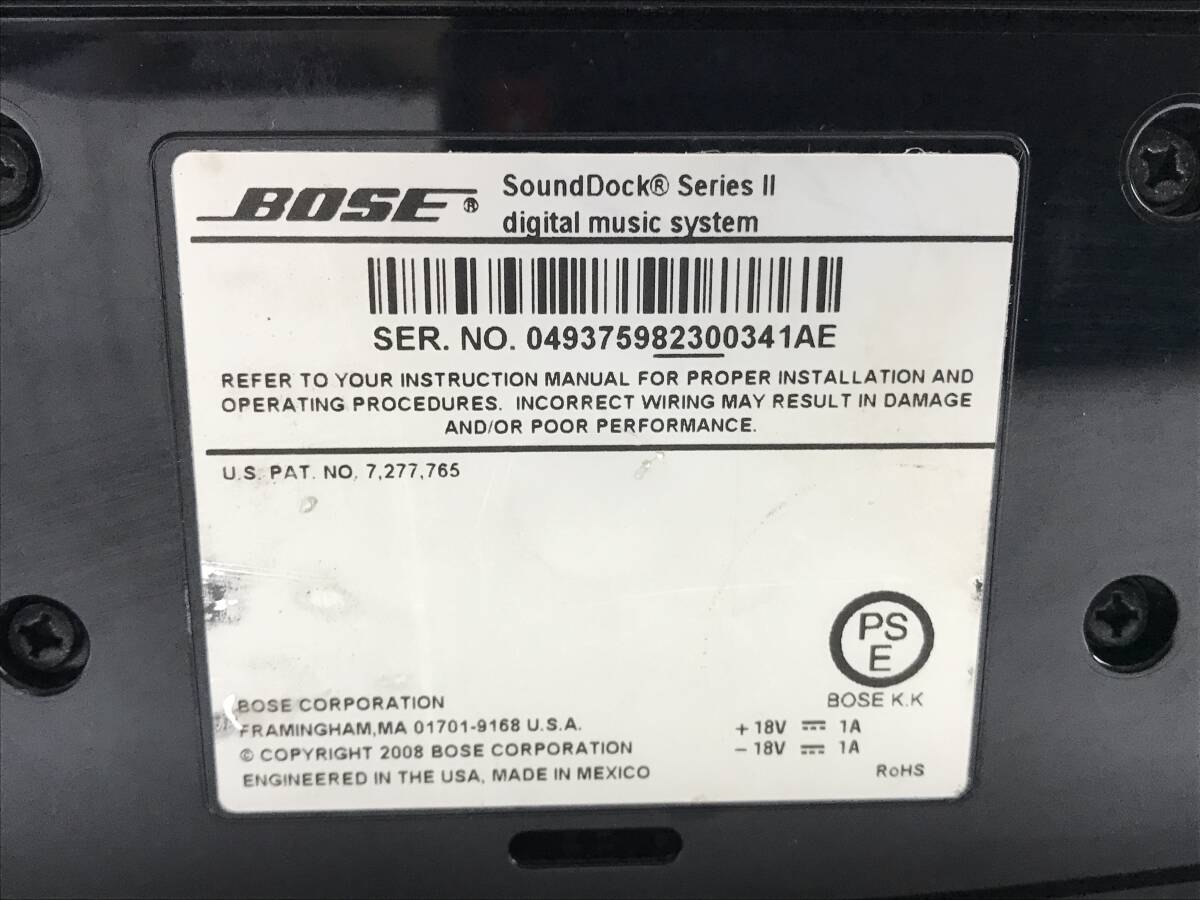 BOSE®
SoundDock® Series II
digital music system
SER. NO. 049375982300341AE
REFER TO YOUR INSTRUCTION MANUAL FOR PROPER INSTALLATION AND
OPERATING PROCEDURES. INCORRECT WIRING MAY RESULT IN DAMAGE
AND/OR POOR PERFORMANCE.
U.S. PAT. NO. 7,277,765
PS
E
BOSE K.K
BOSE CORPORATION
FRAMINGHAM,MA 01701-9168 U.S.A.
© COPYRIGHT 2008 BOSE CORPORATION
ENGINEERED IN THE USA, MADE IN MEXICO
+ 18V ⎓ 1A
– 18V ⎓ 1A
RoHS